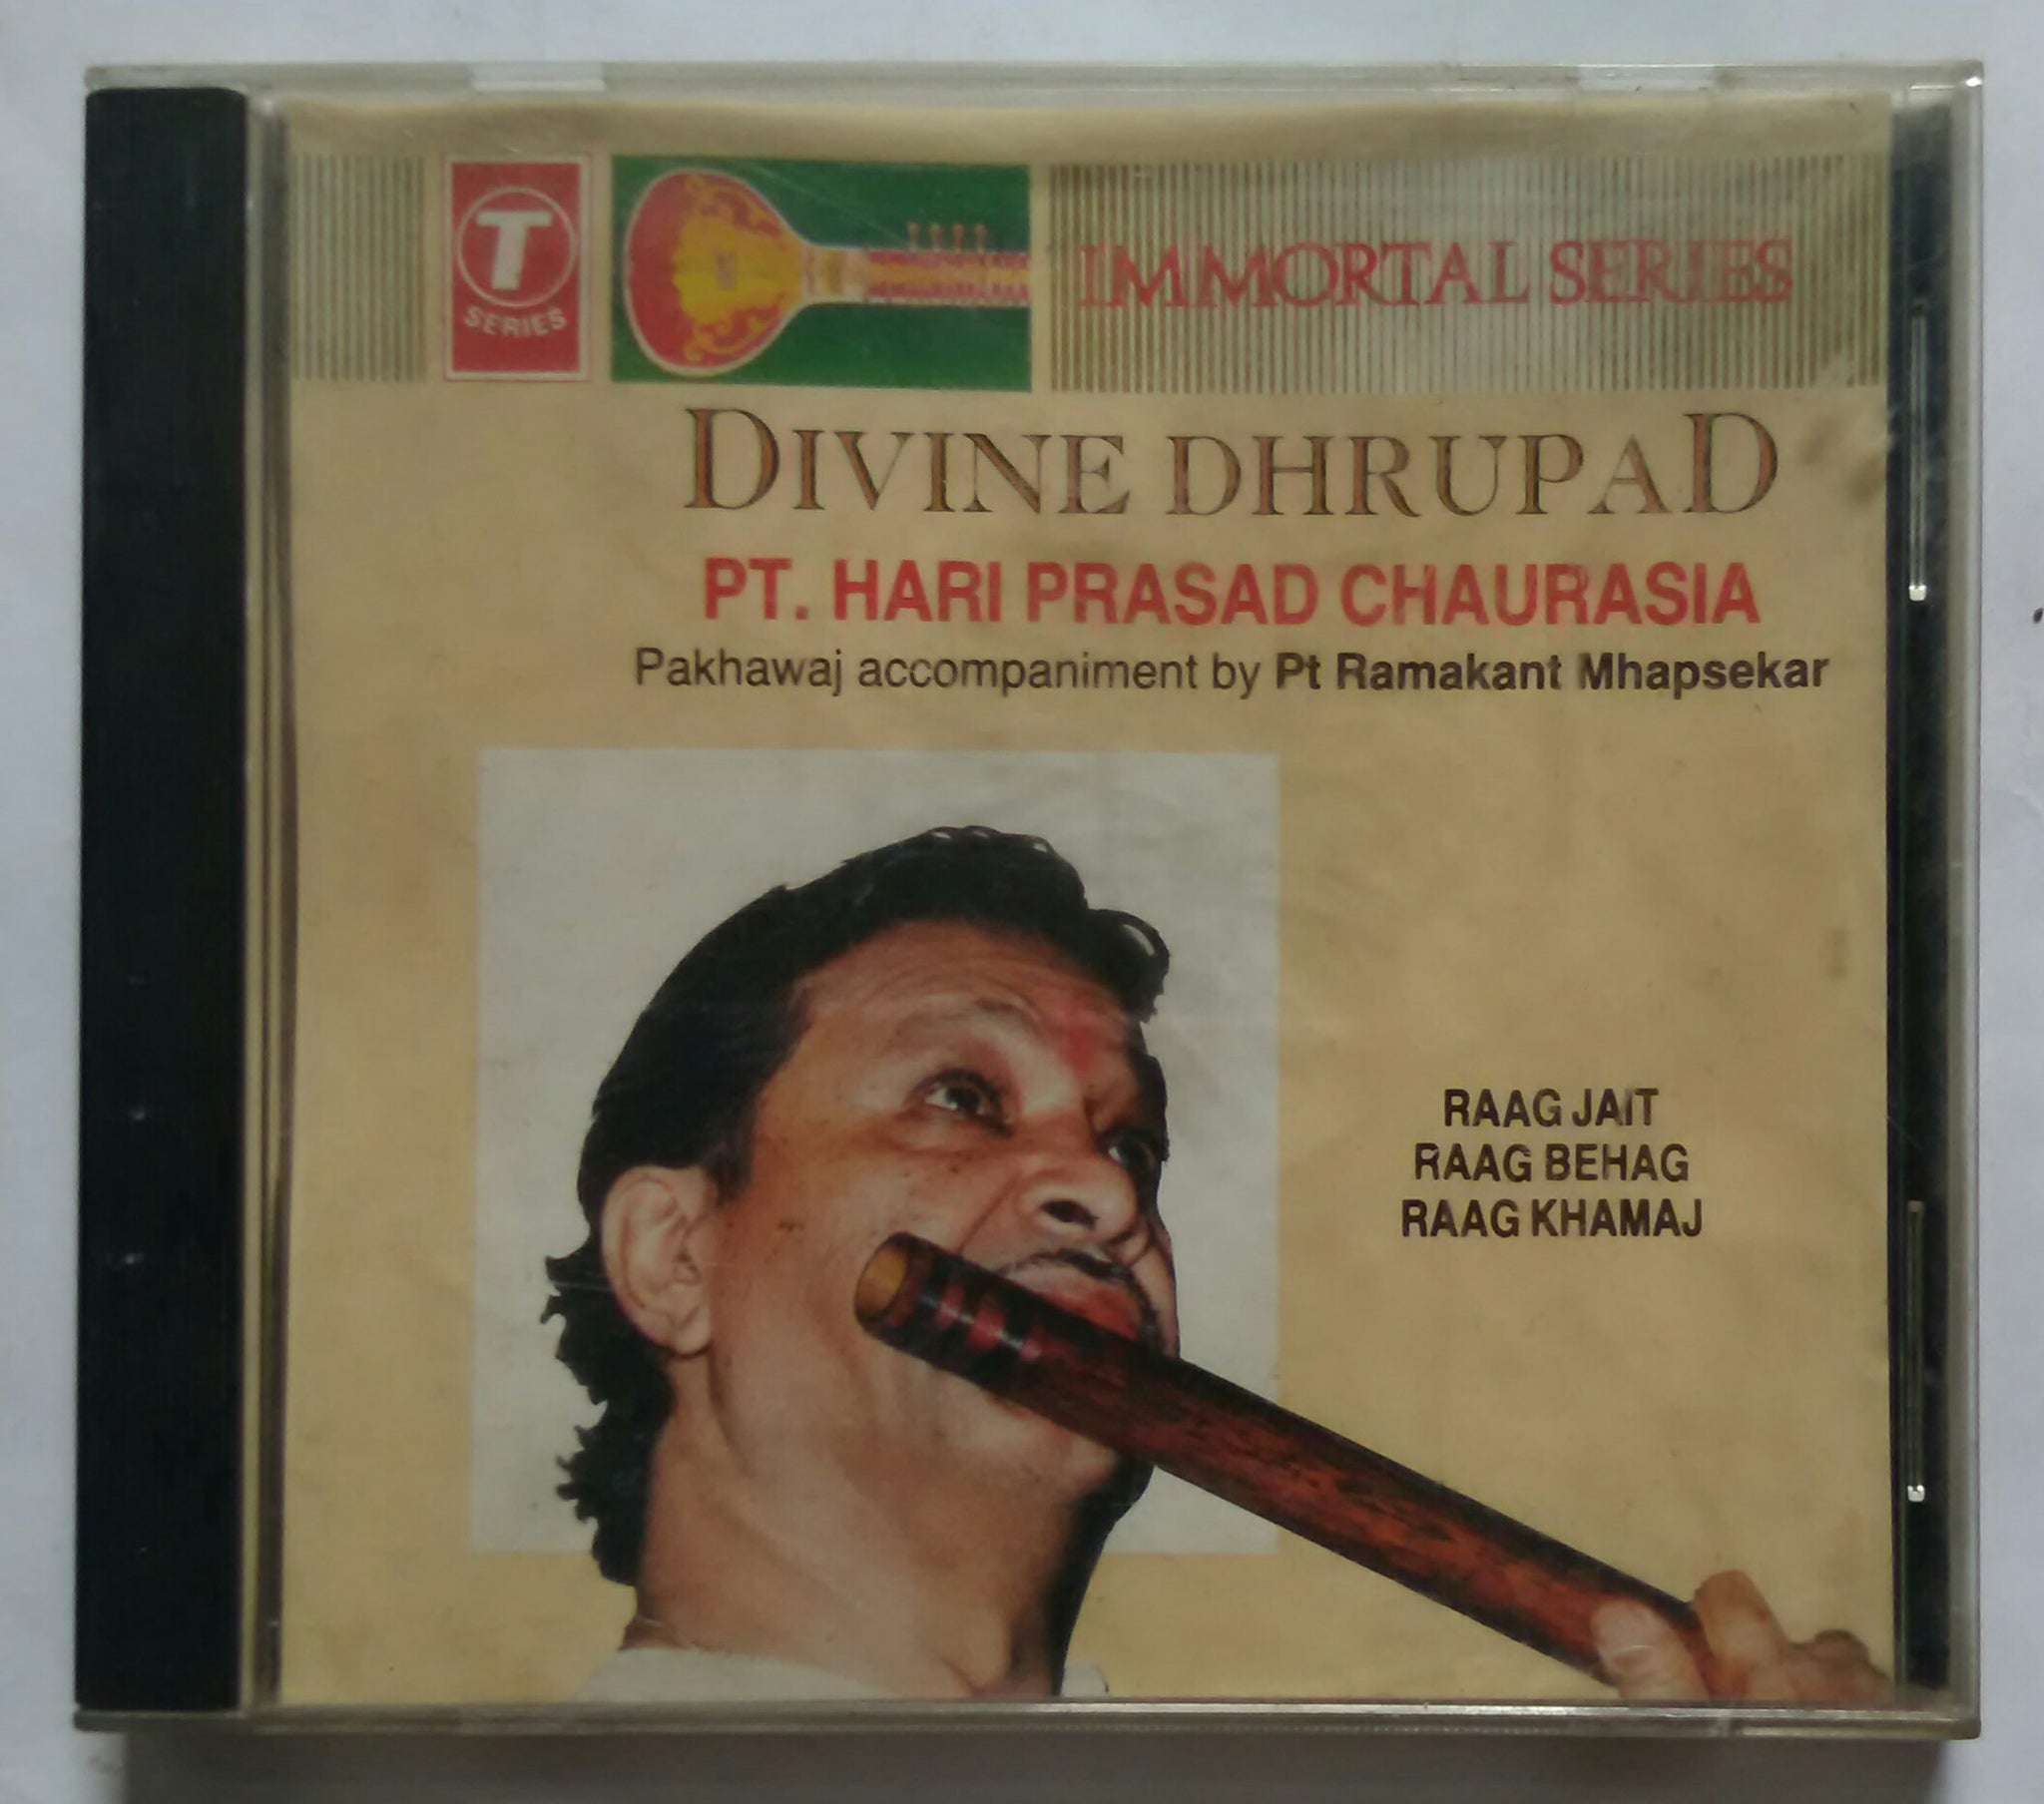 T
SERIES
IMMORTAL SERIES
DIVINE DHRUPAD
PT. HARI PRASAD CHAURASIA
Pakhawaj accompaniment by Pt Ramakant Mhapsekar
RAAG JAIT
RAAG BEHAG
RAAG KHAMAJ